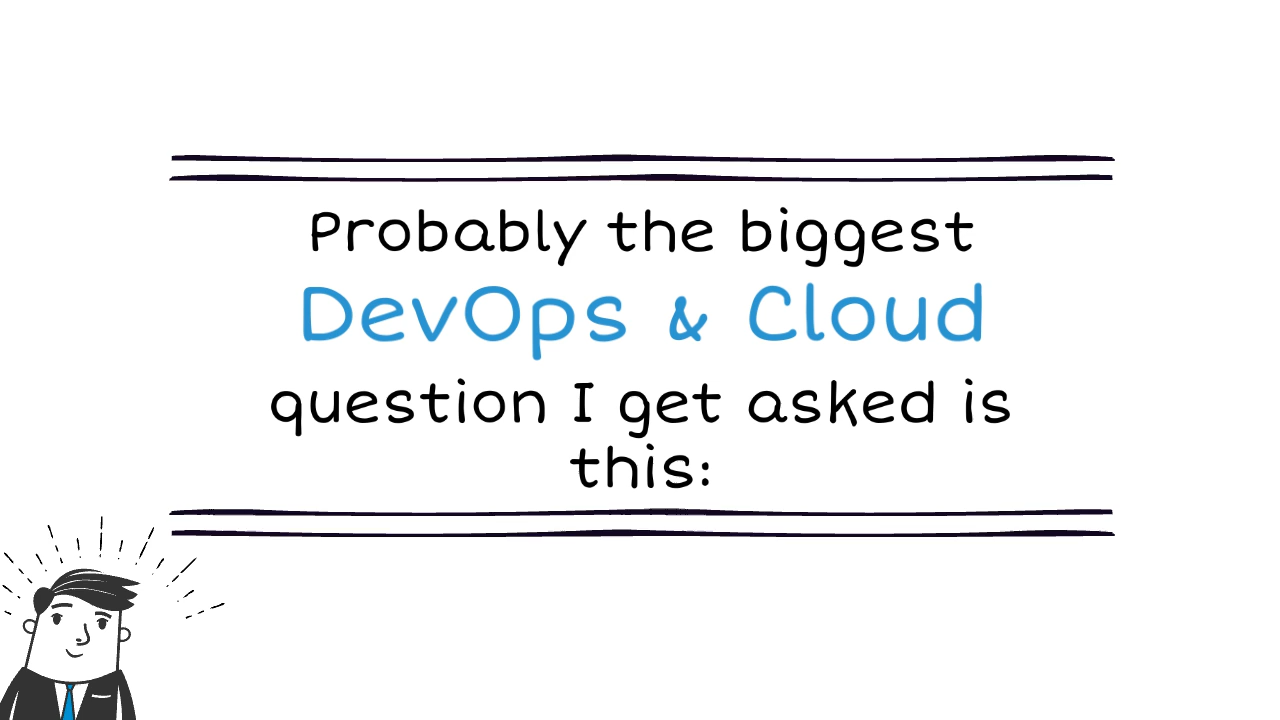 Probably the biggest
DevOps & Cloud
question I get asked is
this: